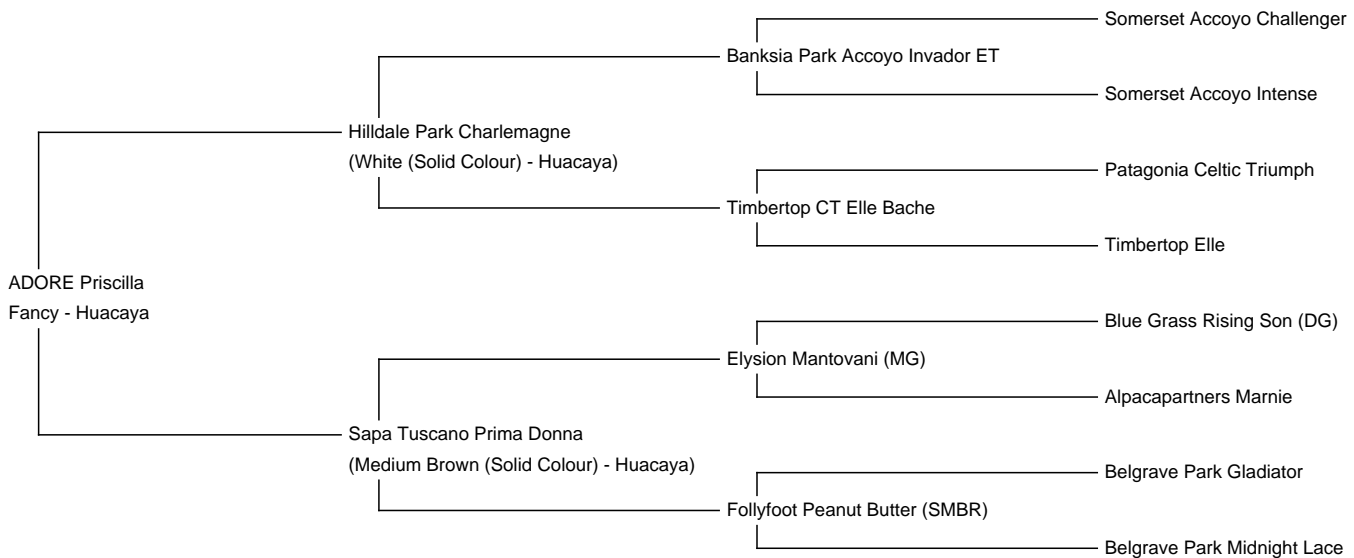 Somerset Accoyo Challenger
Banksia Park Accoyo Invador ET
Somerset Accoyo Intense
Hilldale Park Charlemagne
(White (Solid Colour) - Huacaya)
Patagonia Celtic Triumph
Timbertop CT Elle Bache
Timbertop Elle
ADORE Priscilla
Fancy - Huacaya
Blue Grass Rising Son (DG)
Elysion Mantovani (MG)
Alpacapartners Marnie
Sapa Tuscano Prima Donna
(Medium Brown (Solid Colour) - Huacaya)
Belgrave Park Gladiator
Follyfoot Peanut Butter (SMBR)
Belgrave Park Midnight Lace